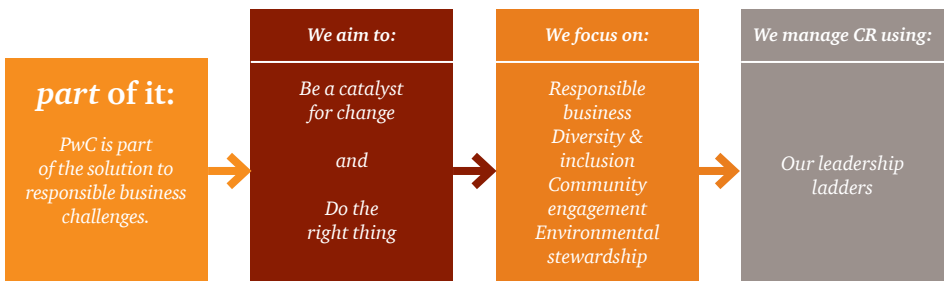 part of it:
PwC is part
of the solution to
responsible business
challenges.
We aim to:
Be a catalyst
for change
and
Do the
right thing
We focus on:
Responsible
business
Diversity &
inclusion
Community
engagement
Environmental
stewardship
We manage CR using:
Our leadership
ladders